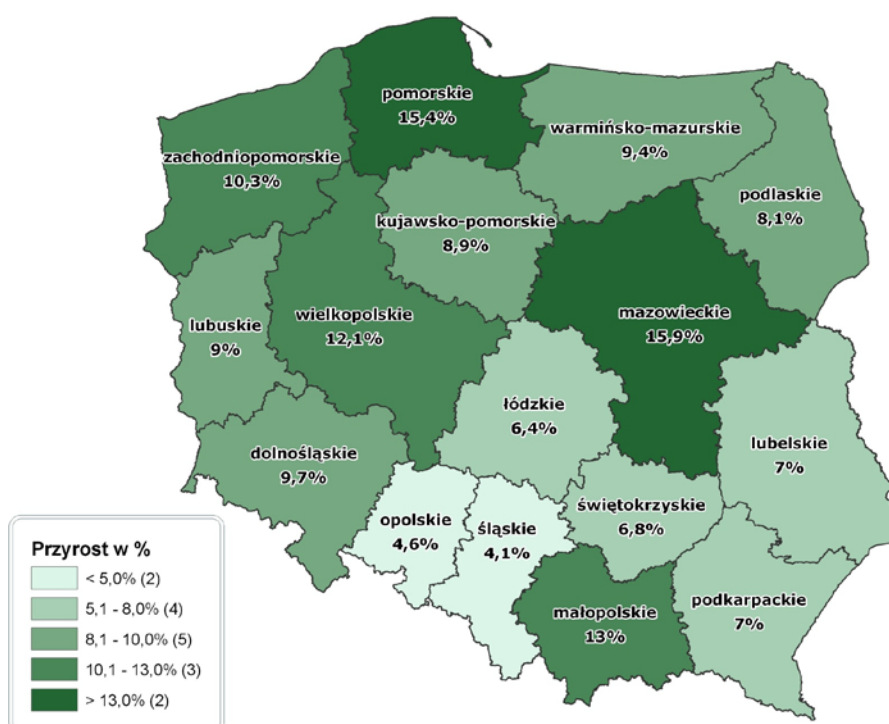 pomorskie
15,4%
warmińsko-mazurskie
9,4%
zachodniopomorskie
10,3%
podlaskie
8,1%
kujawsko-pomorskie
8,9%
mazowieckie
15,9%
wielkopolskie
12,1%
lubuskie
9%
łódzkie
6,4%
lubelskie
7%
dolnośląskie
9,7%
świętokrzyskie
6,8%
opolskie
4,6%
śląskie
4,1%
podkarpackie
7%
małopolskie
13%
Przyrost w %
< 5,0% (2)
5,1 - 8,0% (4)
8,1 - 10,0% (5)
10,1 - 13,0% (3)
> 13,0% (2)